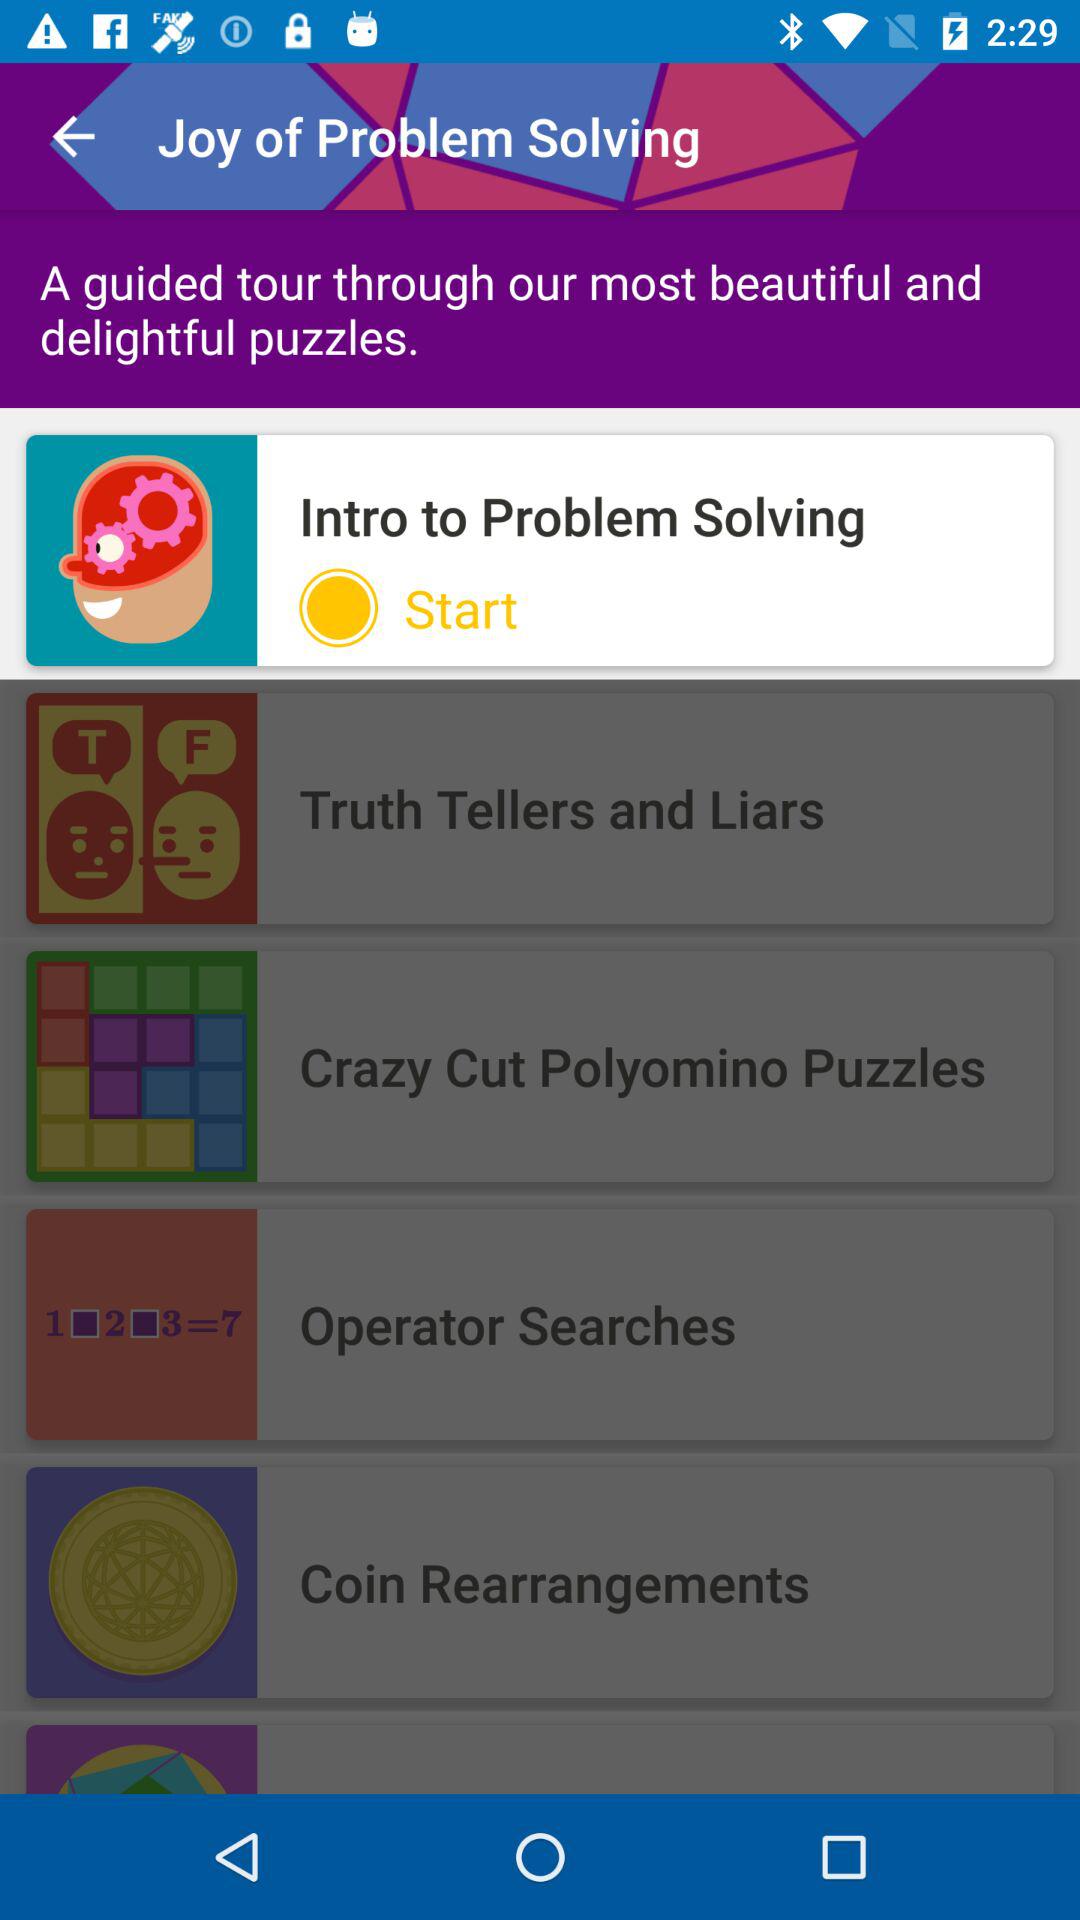 FAKE
2:29
Joy of Problem Solving
A guided tour through our most beautiful and
delightful puzzles.
Intro to Problem Solving
Start
T F
Truth Tellers and Liars
Crazy Cut Polyomino Puzzles
1■2■3=7
Operator Searches
Coin Rearrangements